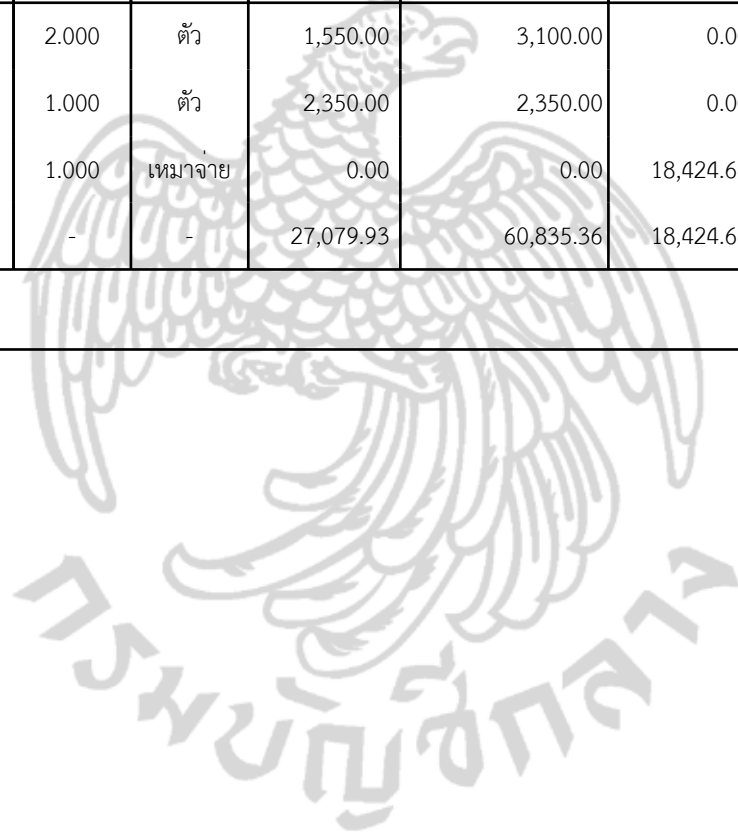 2.000 ตัว 1,550.00 3,100.00 0.0
1.000 ตัว 2,350.00 2,350.00 0.0
1.000 เหมาจ่าย 0.00 0.00 18,424.6
- - 27,079.93 60,835.36 18,424.6
กรมบัญชีกลาง